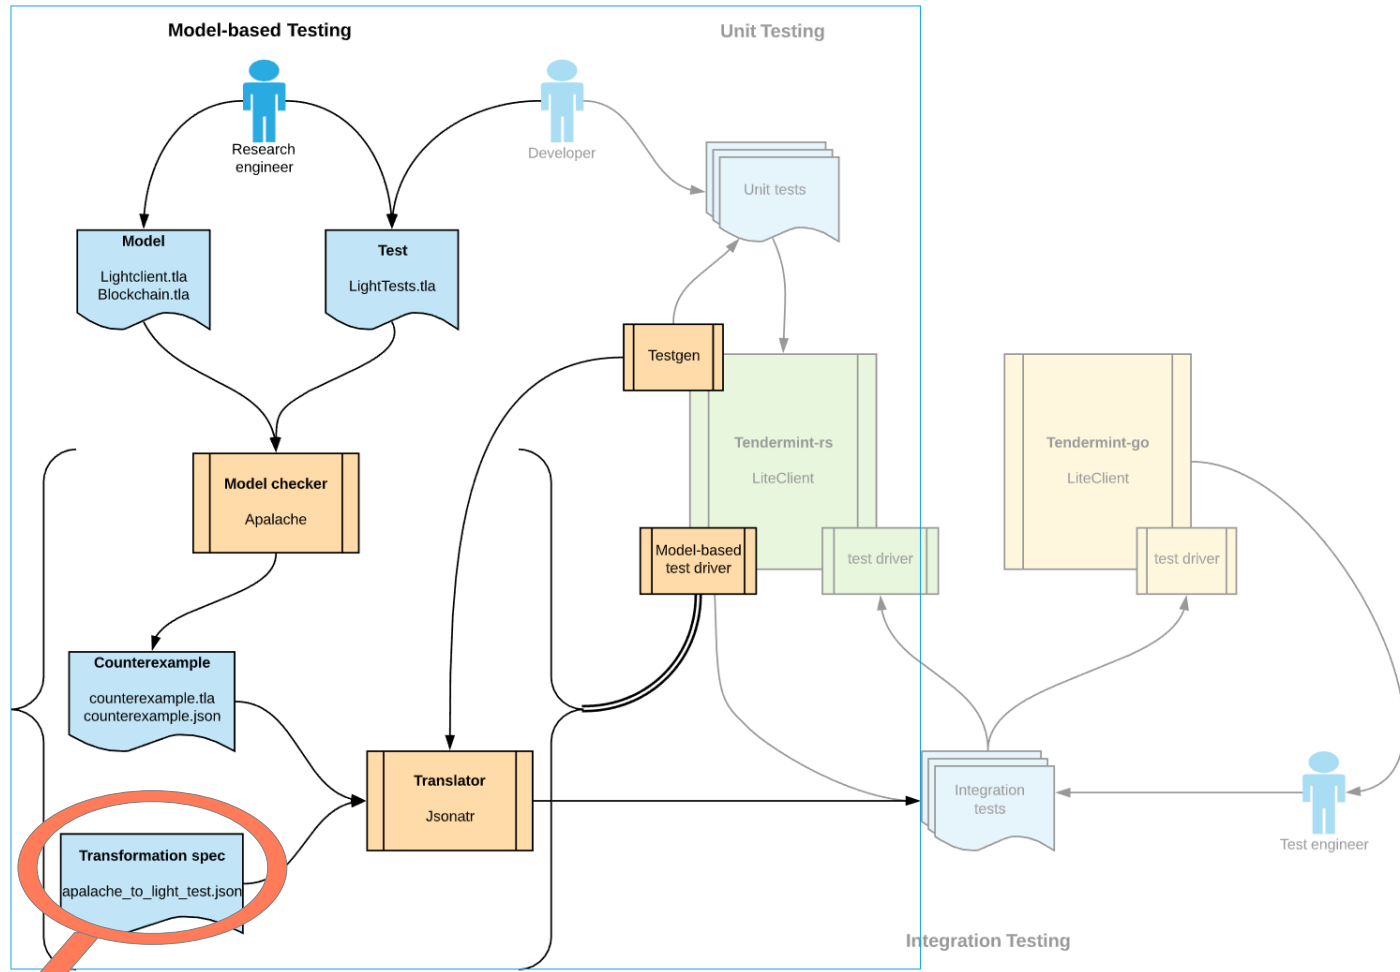 Model-based Testing
Unit Testing
Research
engineer
Developer
Unit tests
Model
Lightclient.tla
Blockchain.tla
Test
LightTests.tla
Testgen
Tendermint-rs
LiteClient
Tendermint-go
LiteClient
Model checker
Apalache
Model-based
test driver
test driver
test driver
Counterexample
counterexample.tla
counterexample.json
Translator
Jsonatr
Integration
tests
Test engineer
Transformation spec
apalache_to_light_test.json
Integration Testing